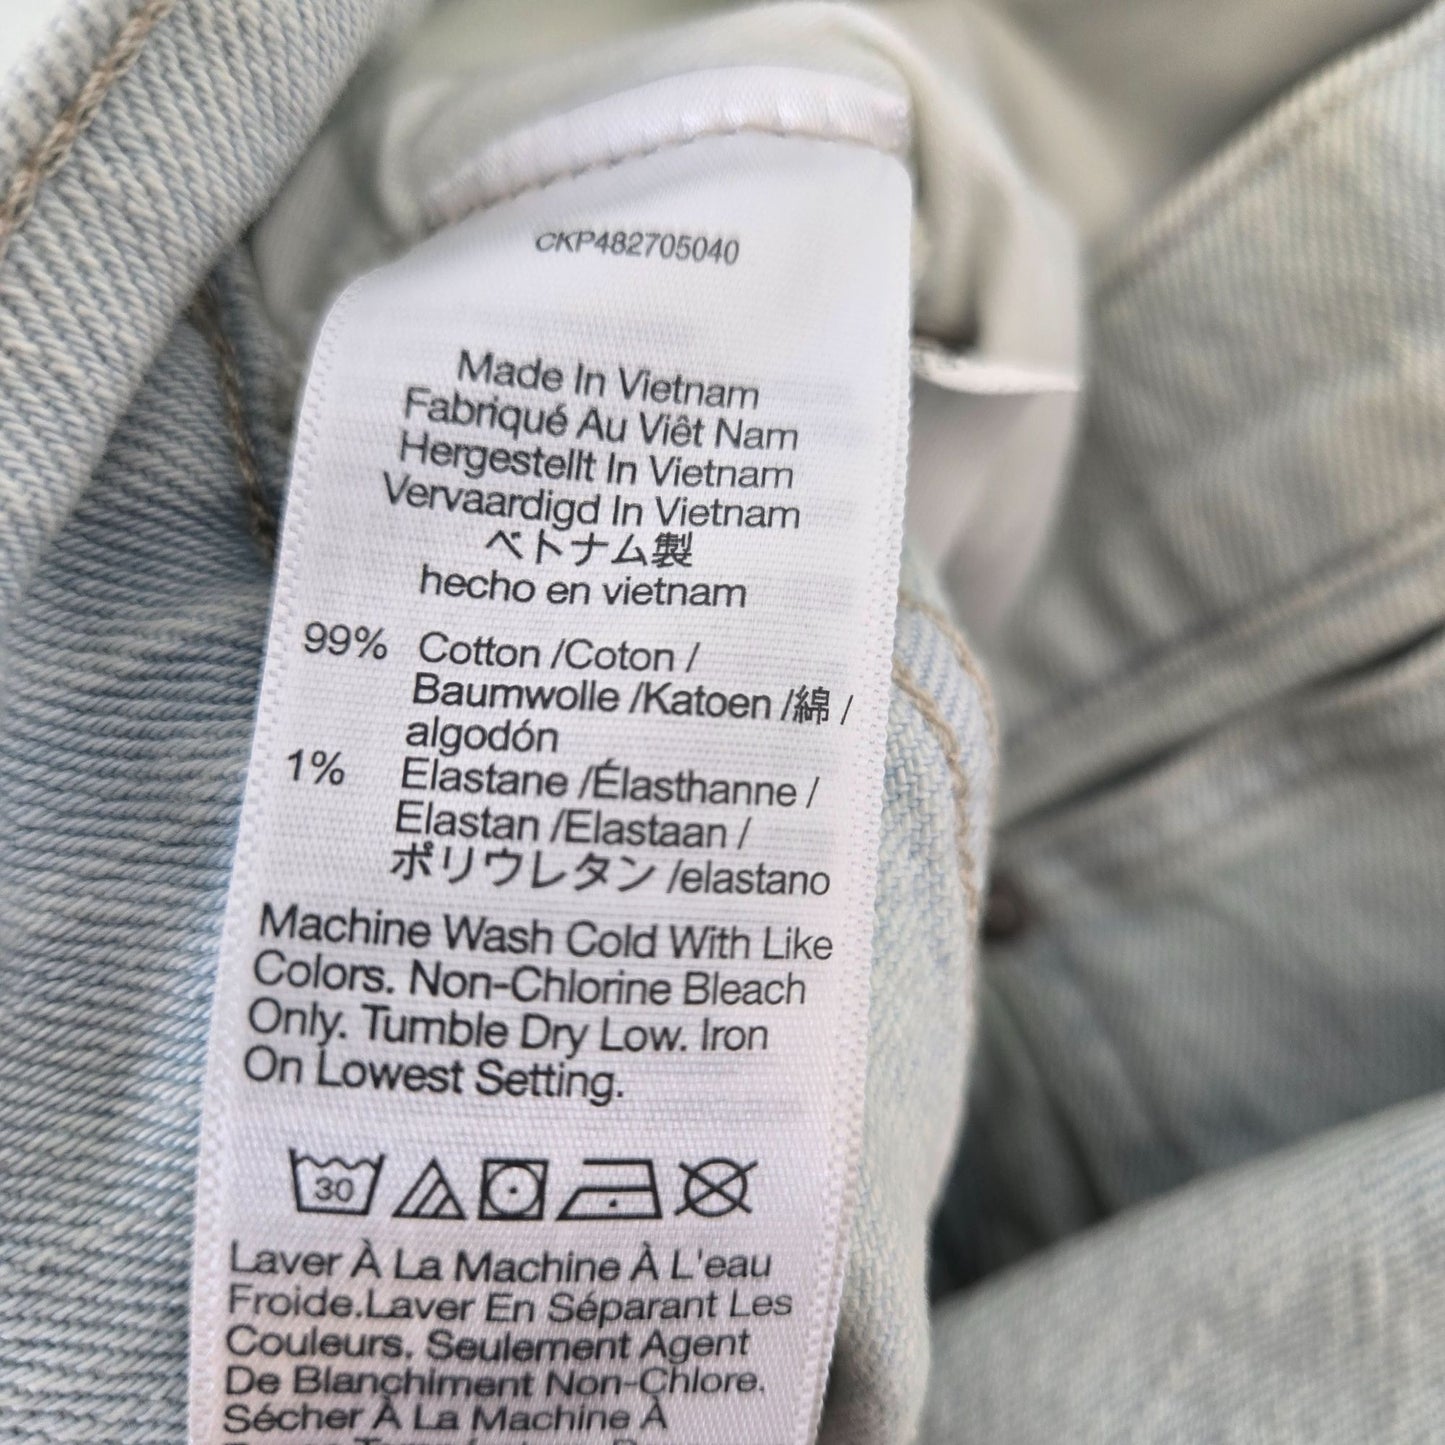 CKP482705040
Made In Vietnam
Fabriqué Au Viêt Nam
Hergestellt In Vietnam
Vervaardigd In Vietnam
ベトナム製
hecho en vietnam
99% Cotton /Coton /
Baumwolle /Katoen /綿 /
algodón
1% Elastane /Élasthanne /
Elastan /Elastaan /
ポリウレタン /elastano
Machine Wash Cold With Like
Colors. Non-Chlorine Bleach
Only. Tumble Dry Low. Iron
On Lowest Setting.
30
Laver À La Machine À L'eau
Froide.Laver En Séparant Les
Couleurs. Seulement Agent
De Blanchiment Non-Chlore.
Sécher À La Machine À